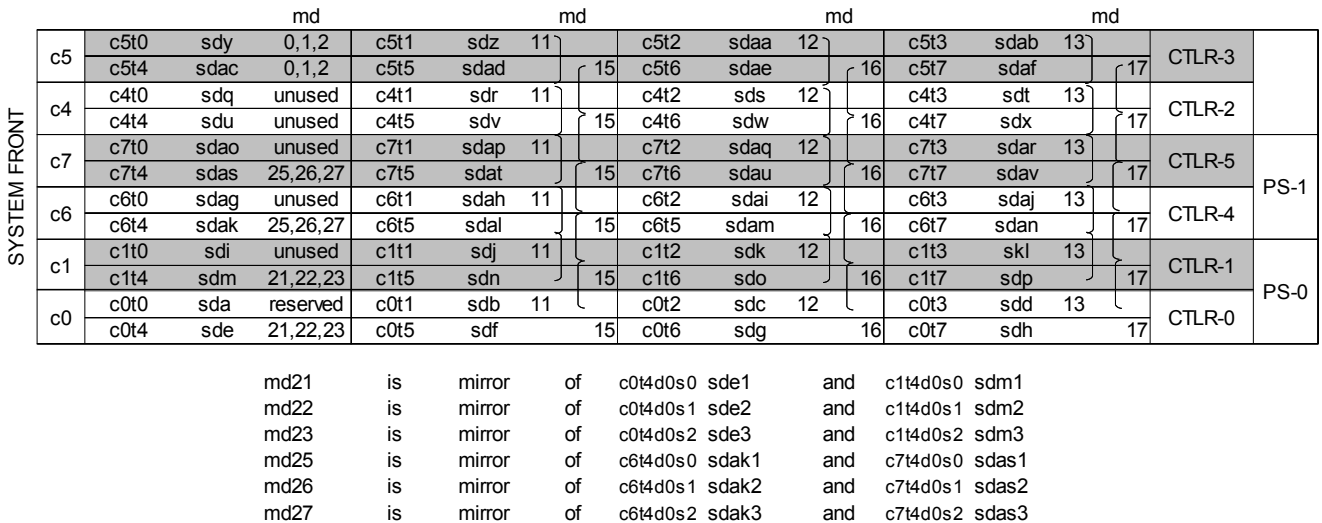 md md md md
SYSTEM FRONT
c5 c5t0 sdy 0,1,2 c5t1 sdz 11 c5t2 sdaa 12 c5t3 sdab 13 CTLR-3
c5t4 sdac 0,1,2 c5t5 sdad 15 c5t6 sdae 16 c5t7 sdaf 17
c4 c4t0 sdq unused c4t1 sdr 11 c4t2 sds 12 c4t3 sdt 13 CTLR-2
c4t4 sdu unused c4t5 sdv 15 c4t6 sdw 16 c4t7 sdx 17
c7 c7t0 sdao unused c7t1 sdap 11 c7t2 sdaq 12 c7t3 sdar 13 CTLR-5 PS-1
c7t4 sdas 25,26,27 c7t5 sdat 15 c7t6 sdau 16 c7t7 sdav 17
c6 c6t0 sdag unused c6t1 sdah 11 c6t2 sdai 12 c6t3 sdaj 13 CTLR-4
c6t4 sdak 25,26,27 c6t5 sdal 15 c6t5 sdam 16 c6t7 sdan 17
c1 c1t0 sdi unused c1t1 sdj 11 c1t2 sdk 12 c1t3 skl 13 CTLR-1 PS-0
c1t4 sdm 21,22,23 c1t5 sdn 15 c1t6 sdo 16 c1t7 sdp 17
c0 c0t0 sda reserved c0t1 sdb 11 c0t2 sdc 12 c0t3 sdd 13 CTLR-0
c0t4 sde 21,22,23 c0t5 sdf 15 c0t6 sdg 16 c0t7 sdh 17
md21 is mirror of c0t4d0s0 sde1 and c1t4d0s0 sdm1
md22 is mirror of c0t4d0s1 sde2 and c1t4d0s1 sdm2
md23 is mirror of c0t4d0s2 sde3 and c1t4d0s2 sdm3
md25 is mirror of c6t4d0s0 sdak1 and c7t4d0s0 sdas1
md26 is mirror of c6t4d0s1 sdak2 and c7t4d0s1 sdas2
md27 is mirror of c6t4d0s2 sdak3 and c7t4d0s2 sdas3